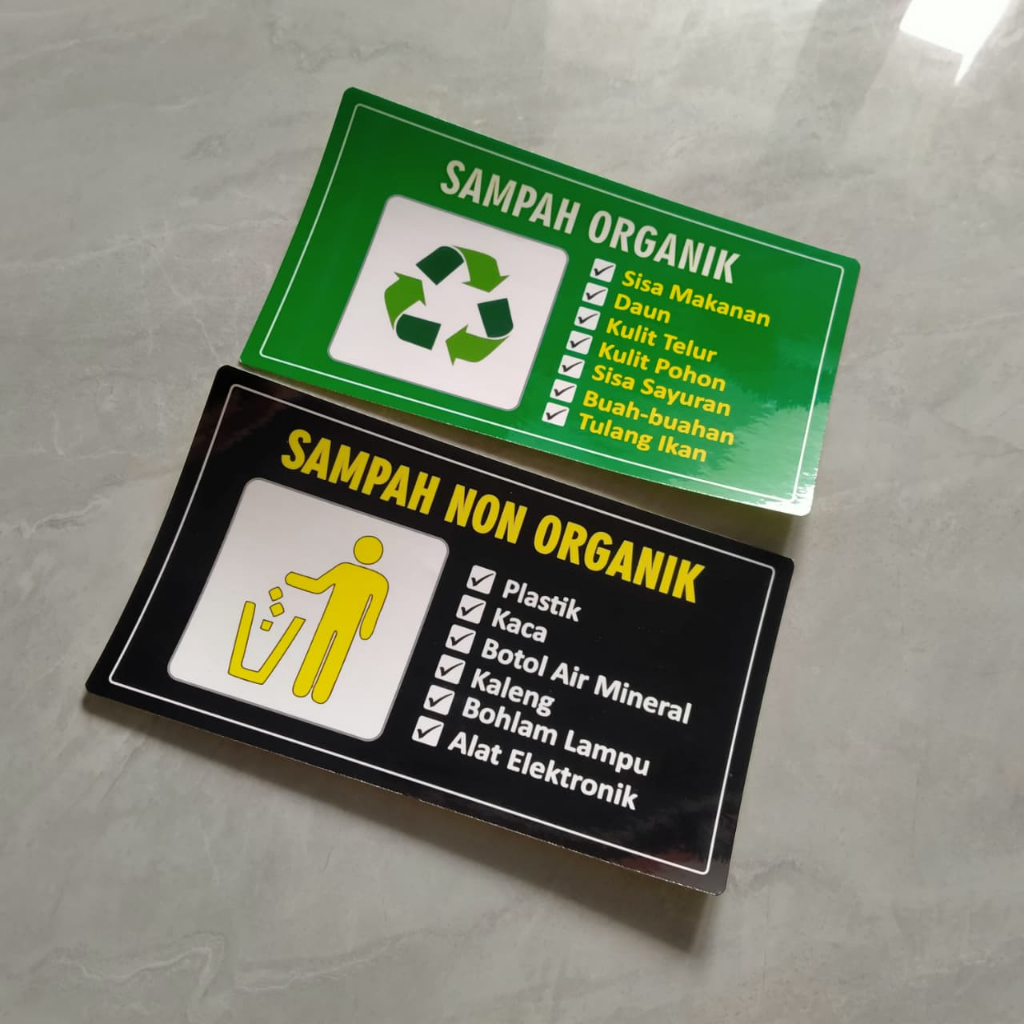 SAMPAH ORGANIK
Sisa Makanan
Daun
Kulit Telur
Kulit Pohon
Sisa Sayuran
Buah-buahan
Tulang Ikan
SAMPAH NON ORGANIK
Plastik
Kaca
Botol Air Mineral
Kaleng
Bohlam Lampu
Alat Elektronik